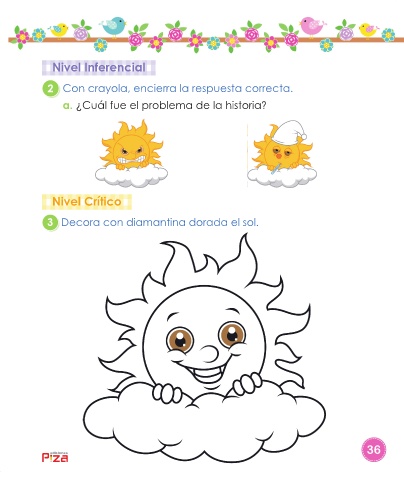 Nivel Inferencial
2 Con crayola, encierra la respuesta correcta.
a. ¿Cuál fue el problema de la historia?
Nivel Crítico
3 Decora con diamantina dorada el sol.
Piza
36